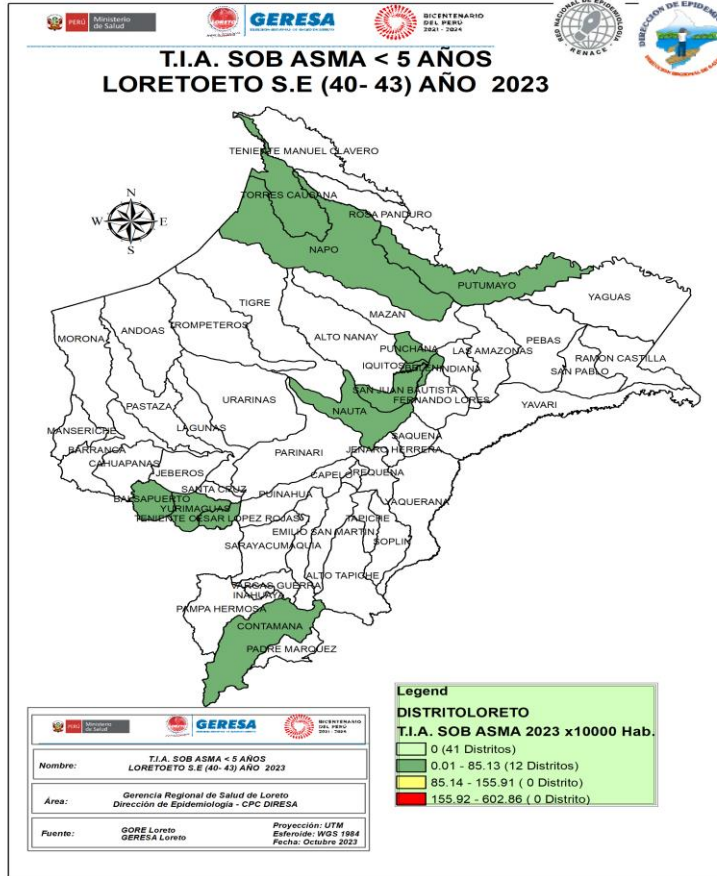 PERÚ Ministerio de Salud
GERESA
BICENTENARIO DEL PERÚ 2021 - 2024
RED NACIONAL DE EPIDEMIOLOGÍA
RENACE
T.I.A. SOB ASMA < 5 AÑOS
LORETOETO S.E (40- 43) AÑO 2023
N
W E
S
TENIENTE MANUEL CLAVERO
TORRES CAUSANA
ROSA PANDURO
NAPO
PUTUMAYO
YAGUAS
TIGRE
MAZAN
ANDOAS
TROMPETEROS
MORONA
ALTO NANAY
PUNCHANA
LAS AMAZONAS
PEBAS
RAMON CASTILLA
IQUITOS
BELEN
INDIANA
SAN PABLO
SAN JUAN BAUTISTA
URARINAS
FERNANDO LORES
YAVARI
PASTAZA
NAUTA
LAGUNAS
MANSERICHE
SAQUENA
BARRANCA
PARINARI
JENARO HERRERA
CAHUAPANAS
JEBEROS
CAPELO
REQUENA
SANTA CRUZ
PUINAHUA
YAQUERANA
BALSAPUERTO
YURIMAGUAS
TENIENTE CESAR LOPEZ ROJAS
TAPICHE
EMILIO SAN MARTIN
SOPLIN
SARAYACU
MAQUIA
ALTO TAPICHE
VARGAS GUERRA
INAHUAYA
PAMPA HERMOSA
CONTAMANA
PADRE MARQUEZ
Legend
DISTRITOLORETO
T.I.A. SOB ASMA 2023 x10000 Hab.
0 (41 Distritos)
0.01 - 85.13 (12 Distritos)
85.14 - 155.91 ( 0 Distrito)
155.92 - 602.86 ( 0 Distrito)
PERÚ Ministerio de Salud
GERESA
BICENTENARIO DEL PERÚ 2021 - 2024
Nombre: T.I.A. SOB ASMA < 5 AÑOS
LORETOETO S.E (40- 43) AÑO 2023
Área: Gerencia Regional de Salud de Loreto
Dirección de Epidemiología - CPC DIRESA
Fuente: GORE Loreto
GERESA Loreto
Proyección: UTM
Esferoide: WGS 1984
Fecha: Octubre 2023